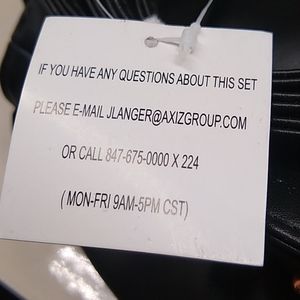 IF YOU HAVE ANY QUESTIONS ABOUT THIS SET
PLEASE E-MAIL JLANGER@AXIZGROUP.COM
OR CALL 847-675-0000 X 224
( MON-FRI 9AM-5PM CST)